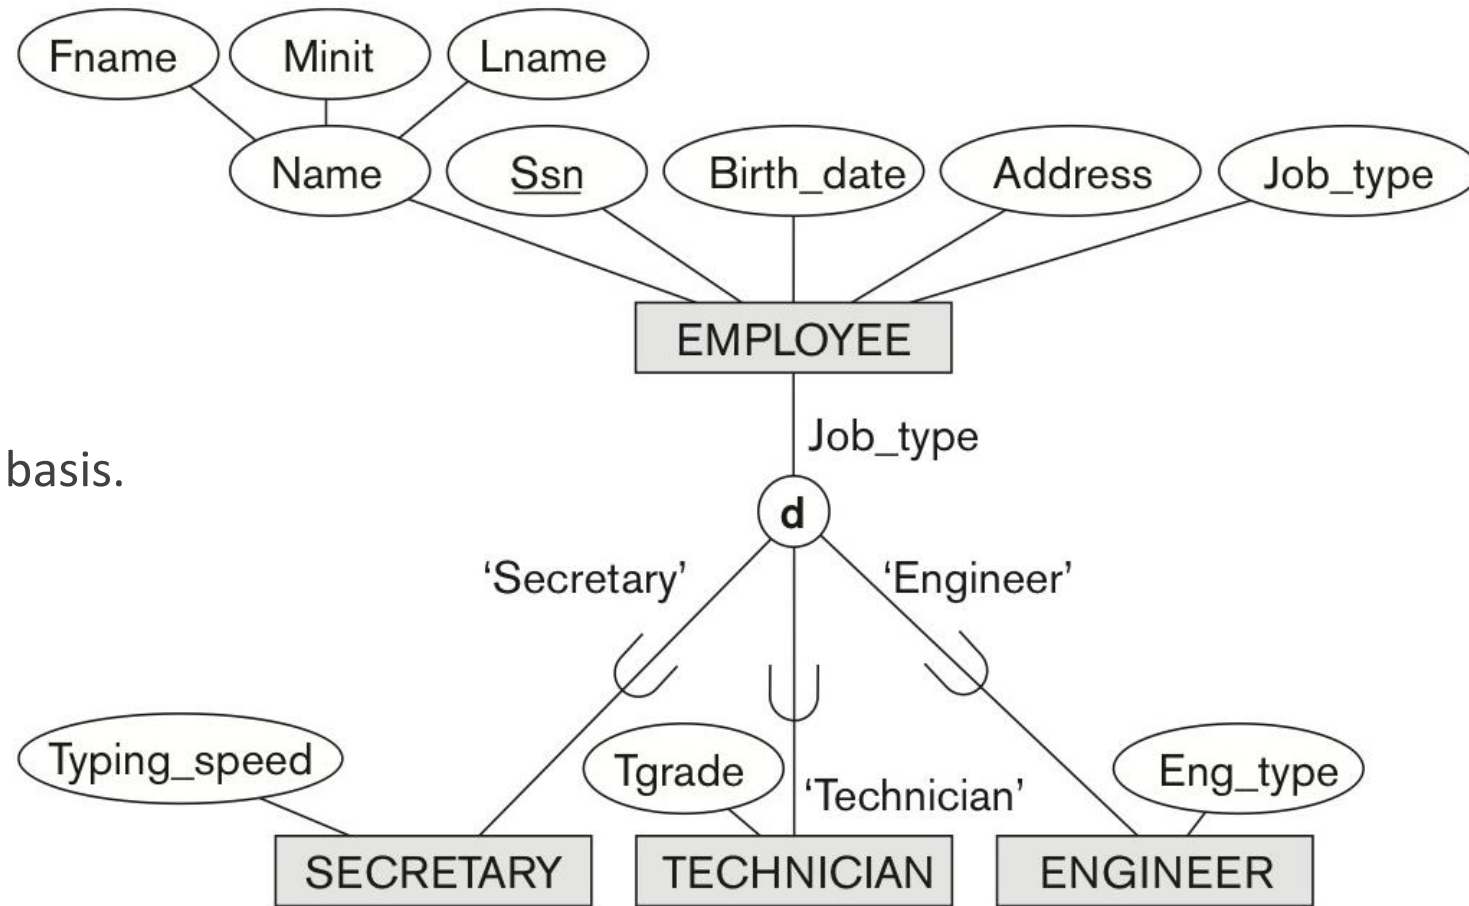 Fname Minit Lname
Name Ssn Birth_date Address Job_type
EMPLOYEE
Job_type
basis.
d
‘Secretary’ ‘Engineer’
Typing_speed Tgrade Eng_type
‘Technician’
SECRETARY TECHNICIAN ENGINEER